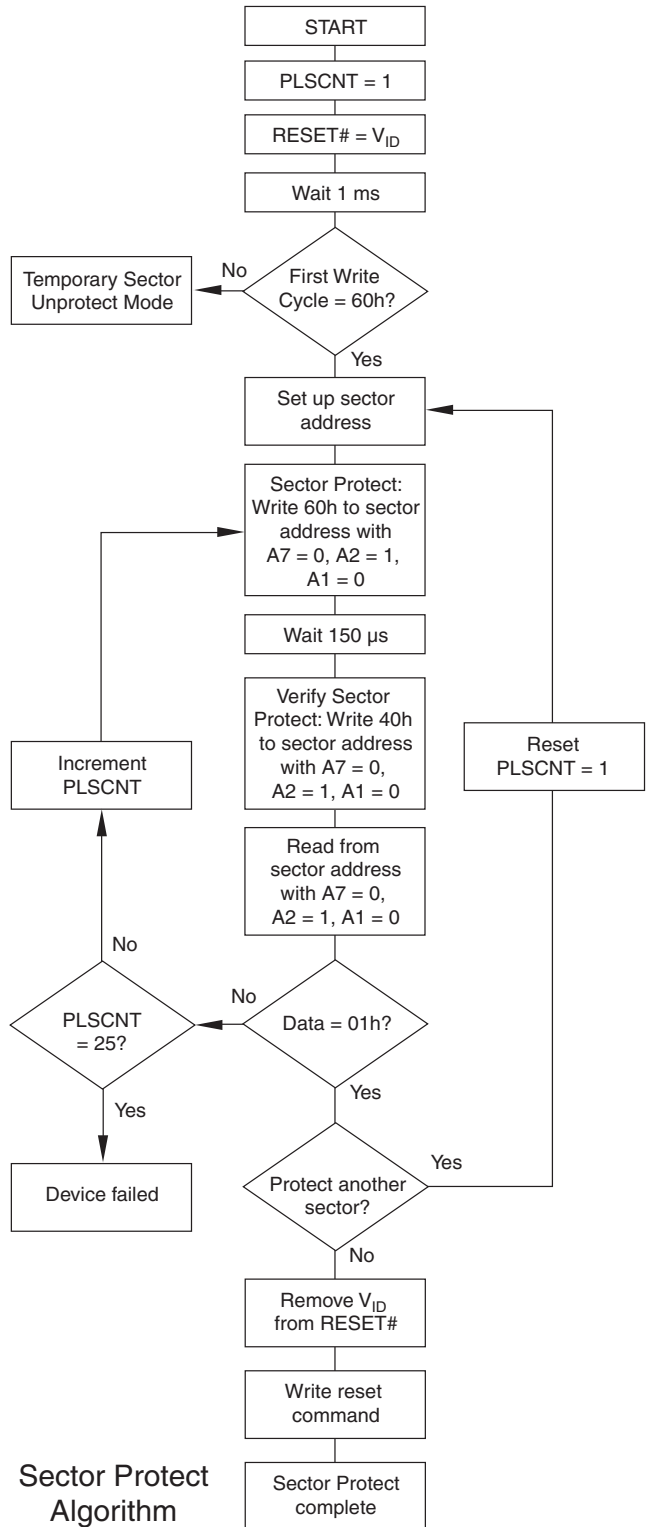 START
PLSCNT = 1
RESET# = VID
Wait 1 ms
First Write
Cycle = 60h?
No
Temporary Sector
Unprotect Mode
Yes
Set up sector
address
Sector Protect:
Write 60h to sector
address with
A7 = 0, A2 = 1,
A1 = 0
Wait 150 µs
Verify Sector
Protect: Write 40h
to sector address
with A7 = 0,
A2 = 1, A1 = 0
Increment
PLSCNT
Reset
PLSCNT = 1
Read from
sector address
with A7 = 0,
A2 = 1, A1 = 0
No
PLSCNT
= 25?
No
Data = 01h?
Yes
Yes
Device failed
Protect another
sector?
Yes
No
Remove VID
from RESET#
Write reset
command
Sector Protect
complete
Sector Protect
Algorithm